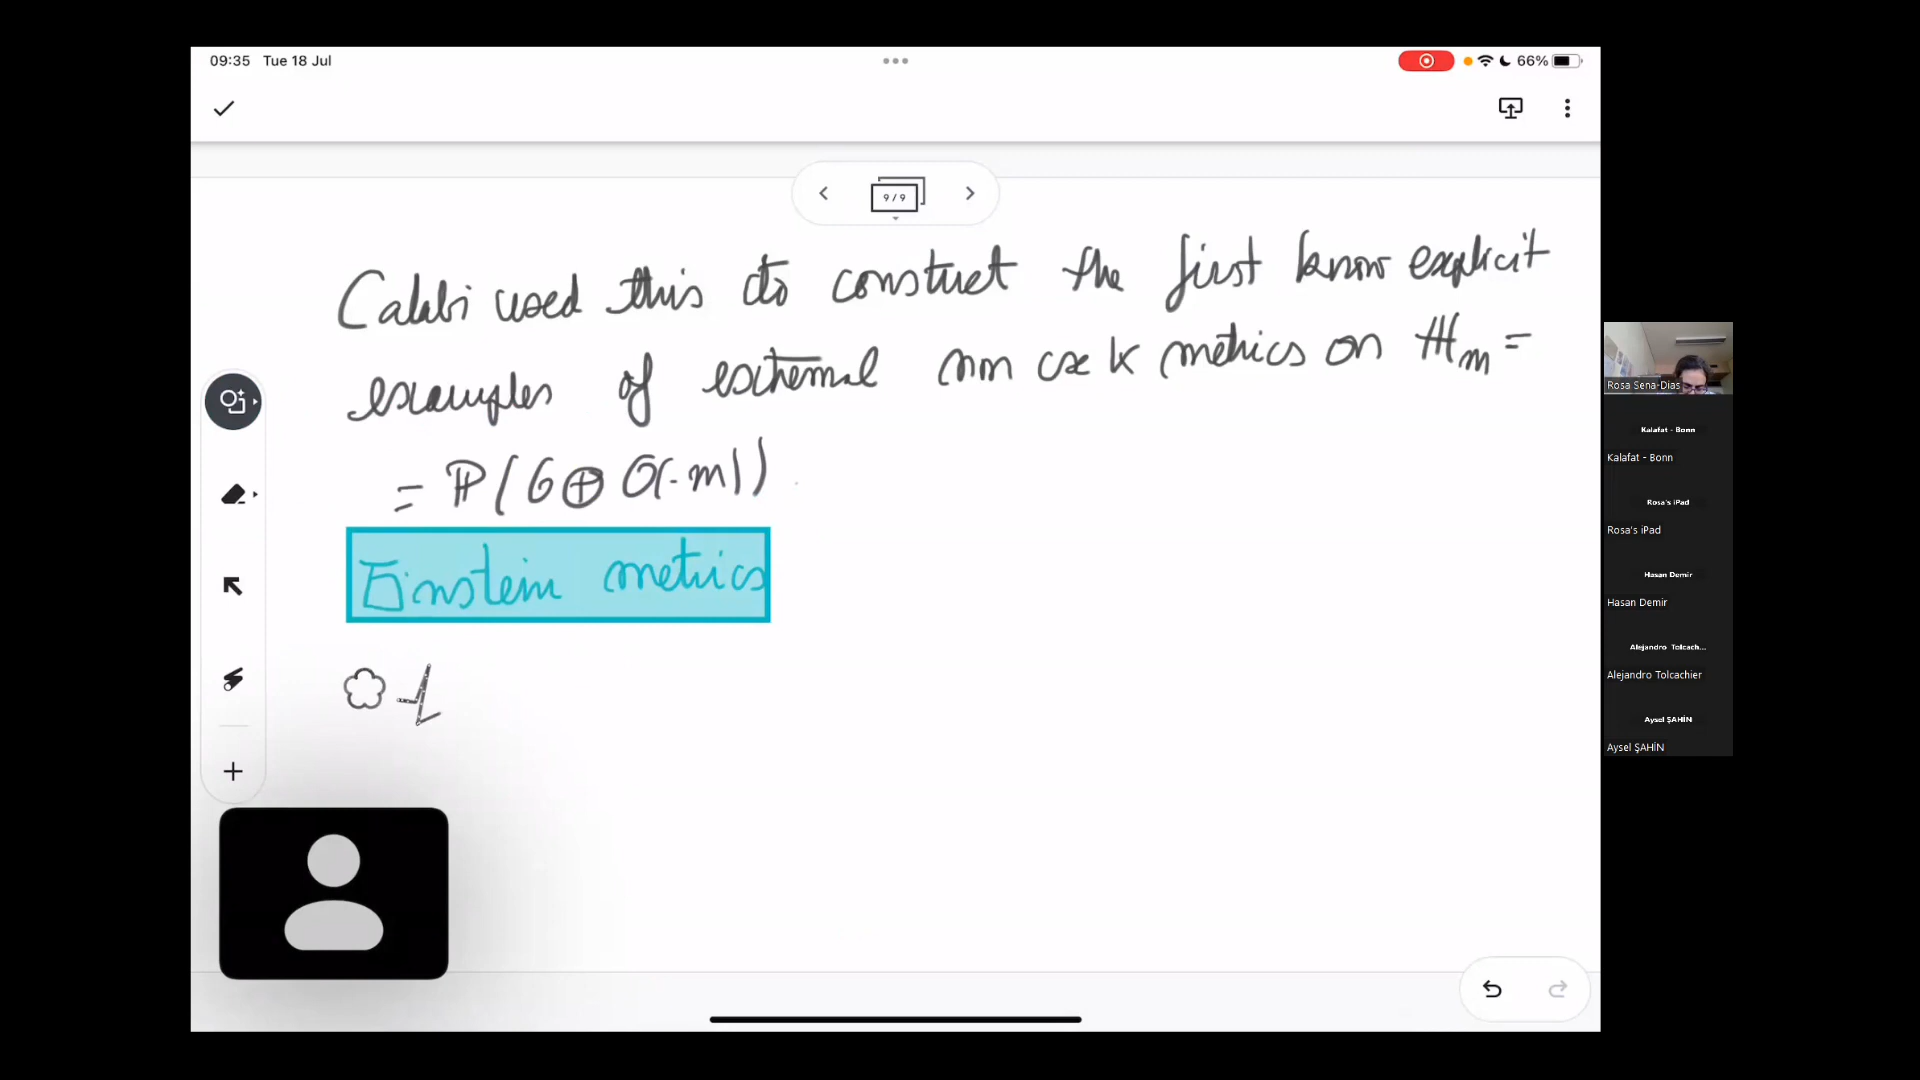 09:35 Tue 18 Jul
66%
9/9
Calabi used this to construct the first know explicit
examples of extremal non csc K metrics on ℍm =
= ℙ(O⊕O(-m))
Einstein metrics
Rosa Sena-Dias
Kalafat - Bonn
Kalafat - Bonn
Rosa's iPad
Rosa's iPad
Hasan Demir
Hasan Demir
Alejandro Tolcach...
Alejandro Tolcachier
Aysel ŞAHİN
Aysel ŞAHİN